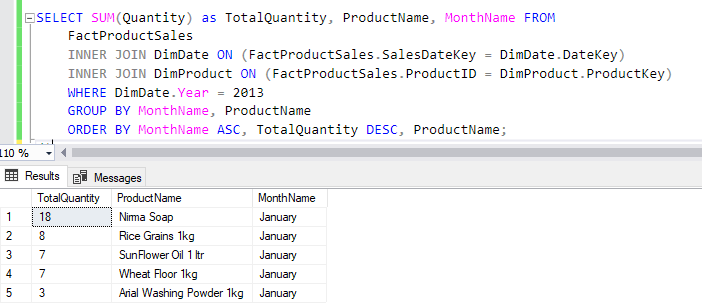 SELECT SUM(Quantity) as TotalQuantity, ProductName, MonthName FROM
FactProductSales
INNER JOIN DimDate ON (FactProductSales.SalesDateKey = DimDate.DateKey)
INNER JOIN DimProduct ON (FactProductSales.ProductID = DimProduct.ProductKey)
WHERE DimDate.Year = 2013
GROUP BY MonthName, ProductName
ORDER BY MonthName ASC, TotalQuantity DESC, ProductName;
110 %
Results Messages
TotalQuantity ProductName MonthName
1 18 Nirma Soap January
2 8 Rice Grains 1kg January
3 7 SunFlower Oil 1 ltr January
4 7 Wheat Floor 1kg January
5 3 Arial Washing Powder 1kg January